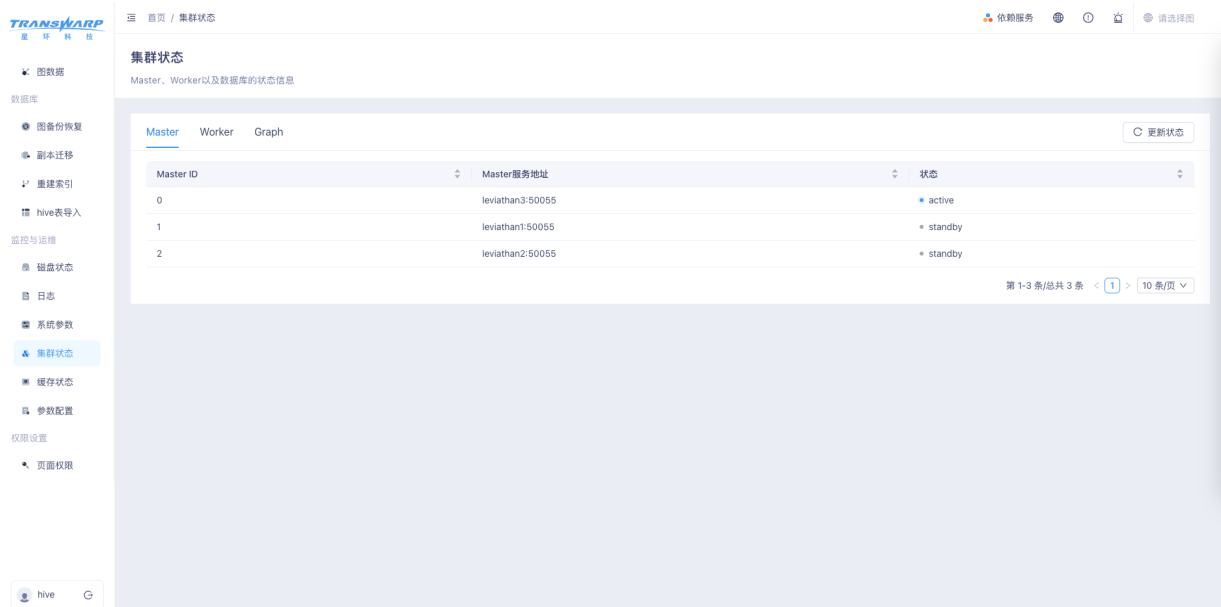 TRANSWARP
星环科技
首页 / 集群状态
依赖服务
请选择图
图数据
数据库
图备份恢复
副本迁移
重建索引
hive表导入
监控与运维
磁盘状态
日志
系统参数
集群状态
缓存状态
参数配置
权限设置
页面权限
hive
集群状态
Master、Worker以及数据库的状态信息
Master Worker Graph
更新状态
Master ID Master服务地址 状态
0 leviathan3:50055 active
1 leviathan1:50055 standby
2 leviathan2:50055 standby
第 1-3 条/总共 3 条 < 1 > 10 条/页